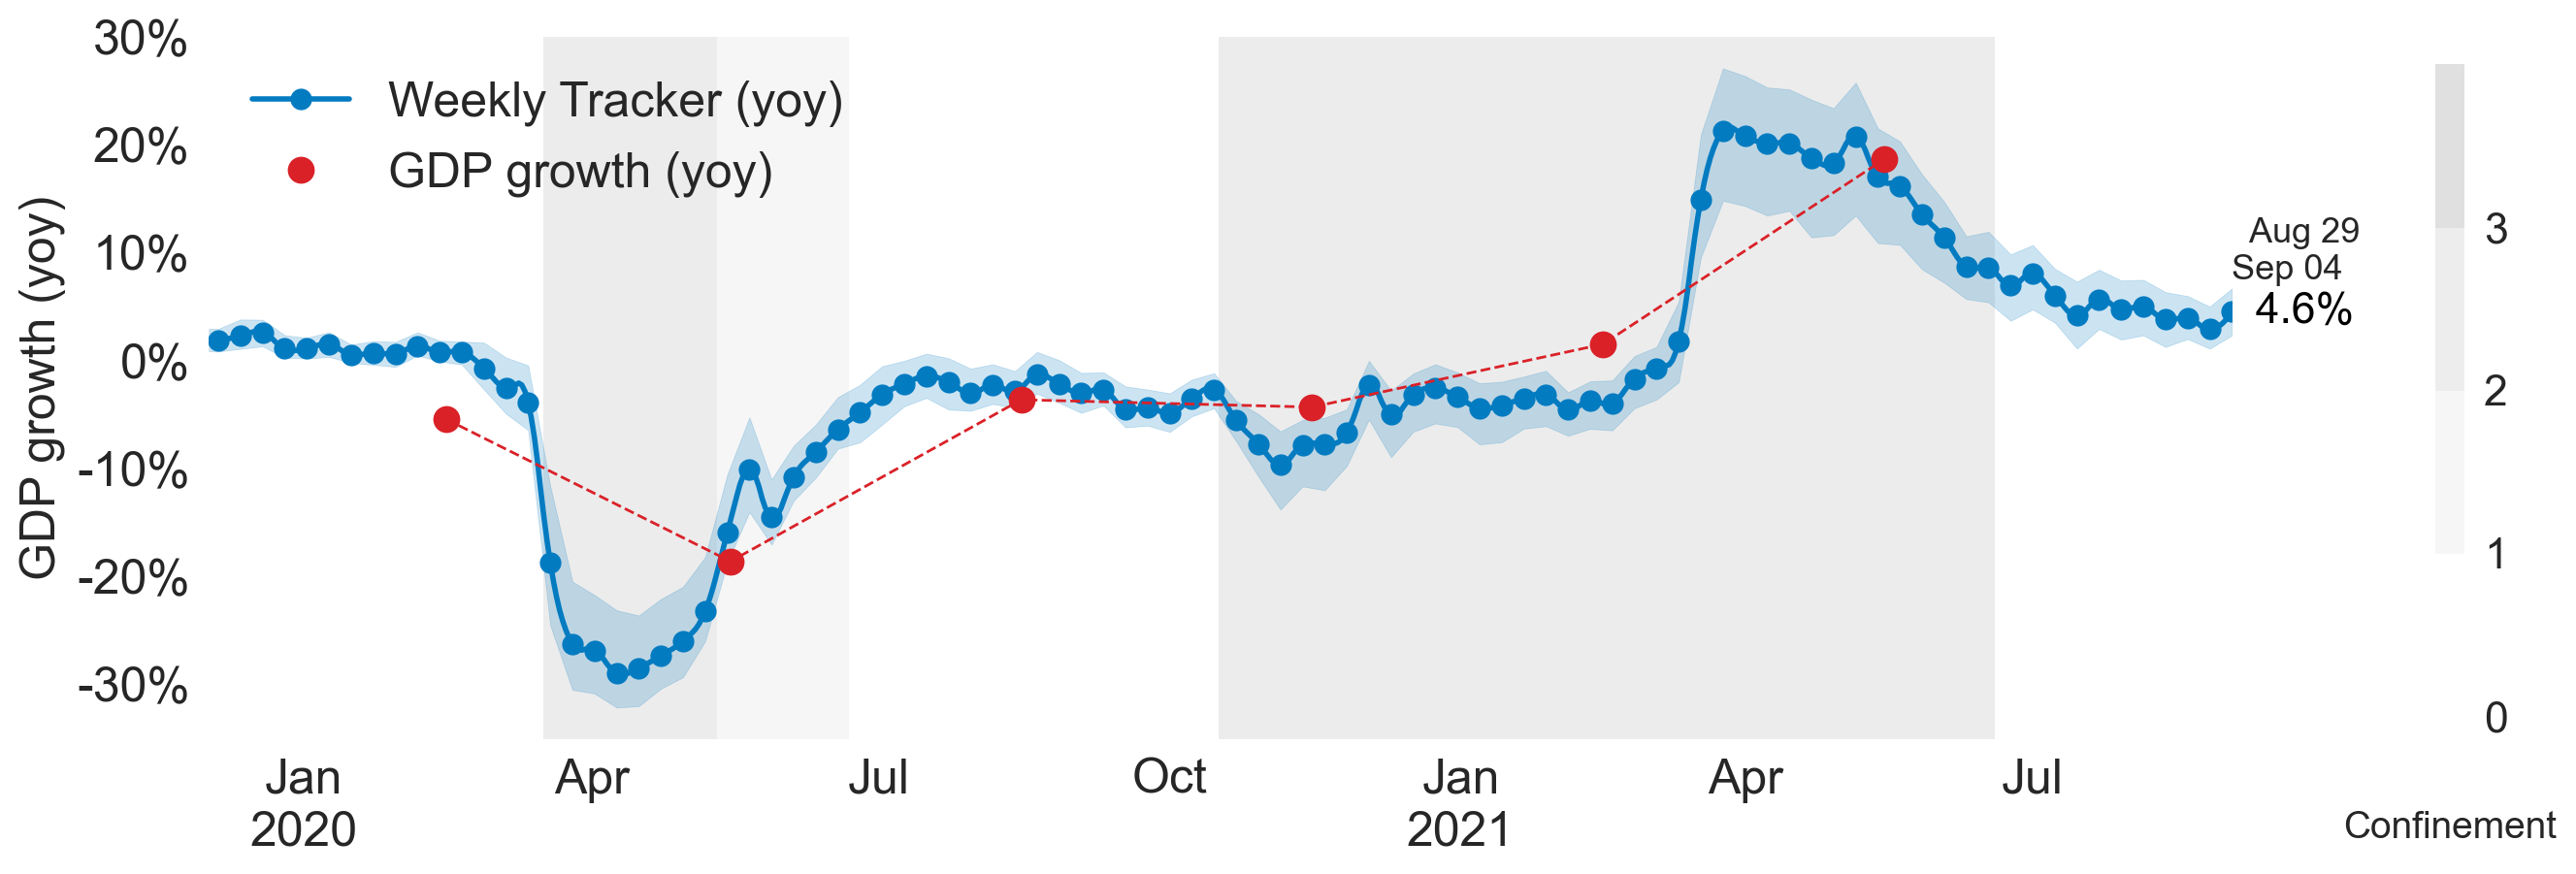 30%
20%
10%
0%
-10%
-20%
-30%
GDP growth (yoy)
Weekly Tracker (yoy)
GDP growth (yoy)
Aug 29
Sep 04
4.6%
Jan
2020
Apr
Jul
Oct
Jan
2021
Apr
Jul
3
2
1
0
Confinement